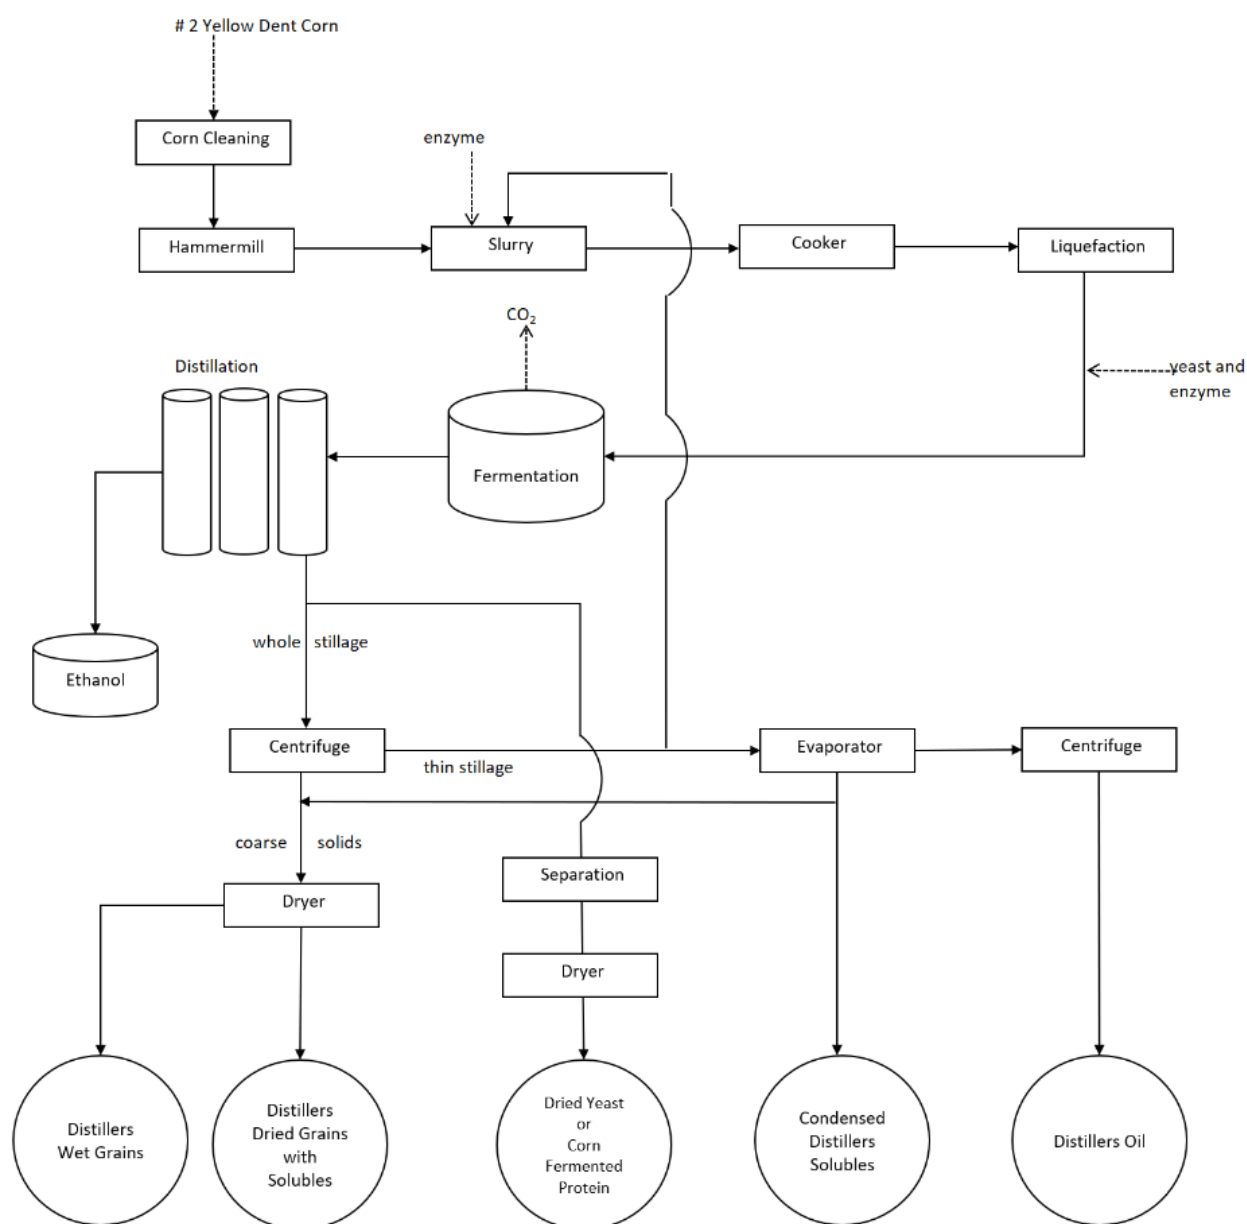 # 2 Yellow Dent Corn
Corn Cleaning
enzyme
Hammermill
Slurry
Cooker
Liquefaction
CO₂
Distillation
yeast and
enzyme
Fermentation
whole stillage
Ethanol
Centrifuge
thin stillage
Evaporator
Centrifuge
coarse solids
Separation
Dryer
Dryer
Distillers
Wet Grains
Distillers
Dried Grains
with
Solubles
Dried Yeast
or
Corn
Fermented
Protein
Condensed
Distillers
Solubles
Distillers Oil